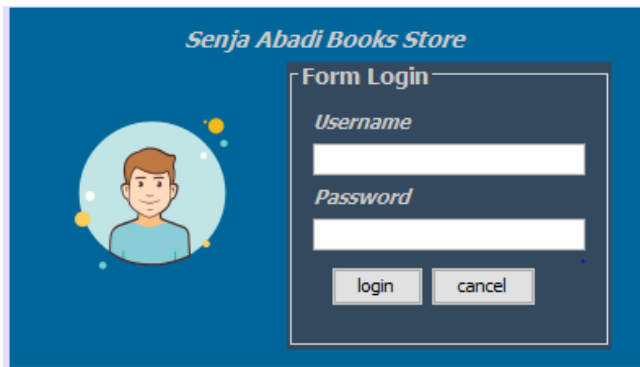 Senja Abadi Books Store
Form Login
Username
Password
login cancel